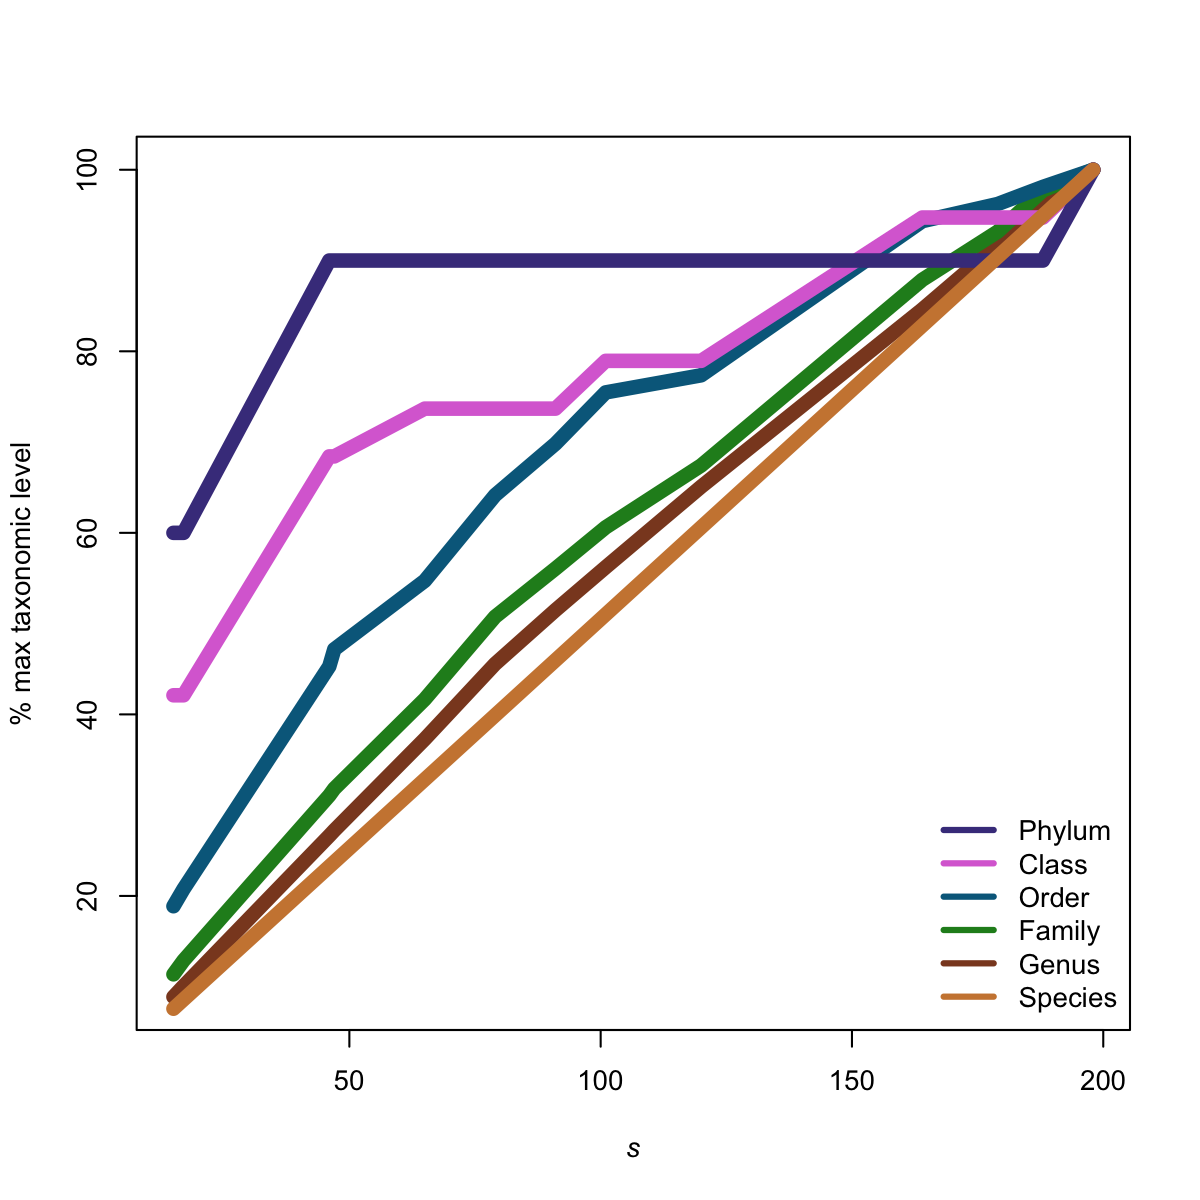 100
80
60
40
20
% max taxonomic level
50 100 150 200
s
Phylum
Class
Order
Family
Genus
Species